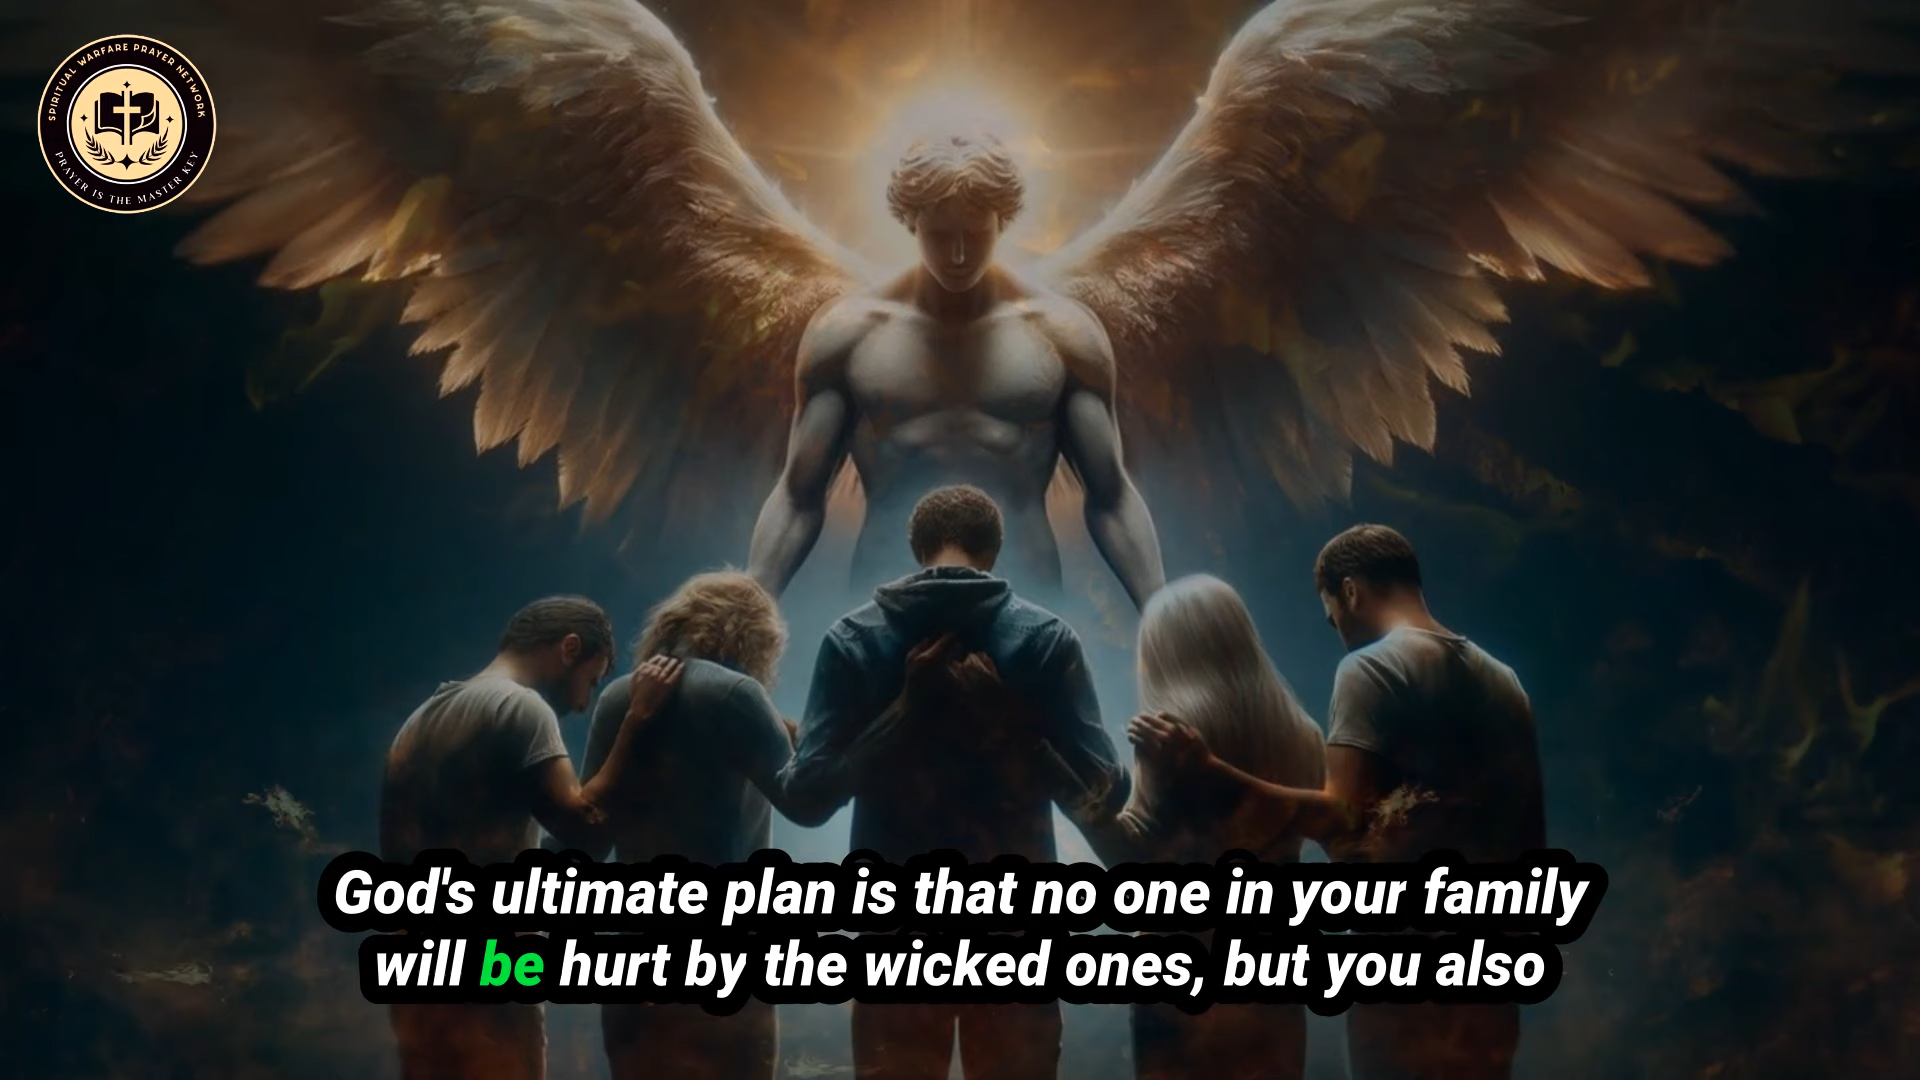 SPIRITUAL WARFARE PRAYER NETWORK
PRAYER IS THE MASTER KEY
God's ultimate plan is that no one in your family
will be hurt by the wicked ones, but you also